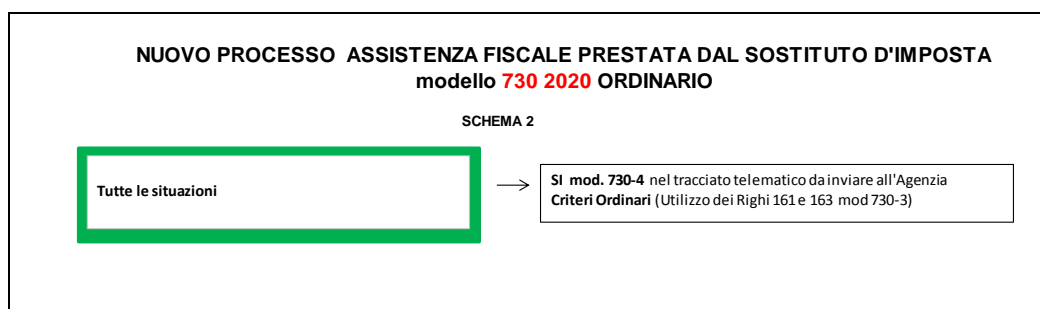 NUOVO PROCESSO ASSISTENZA FISCALE PRESTATA DAL SOSTITUTO D'IMPOSTA
modello 730 2020 ORDINARIO
SCHEMA 2
Tutte le situazioni
SI mod. 730-4 nel tracciato telematico da inviare all'Agenzia
Criteri Ordinari (Utilizzo dei Righi 161 e 163 mod 730-3)